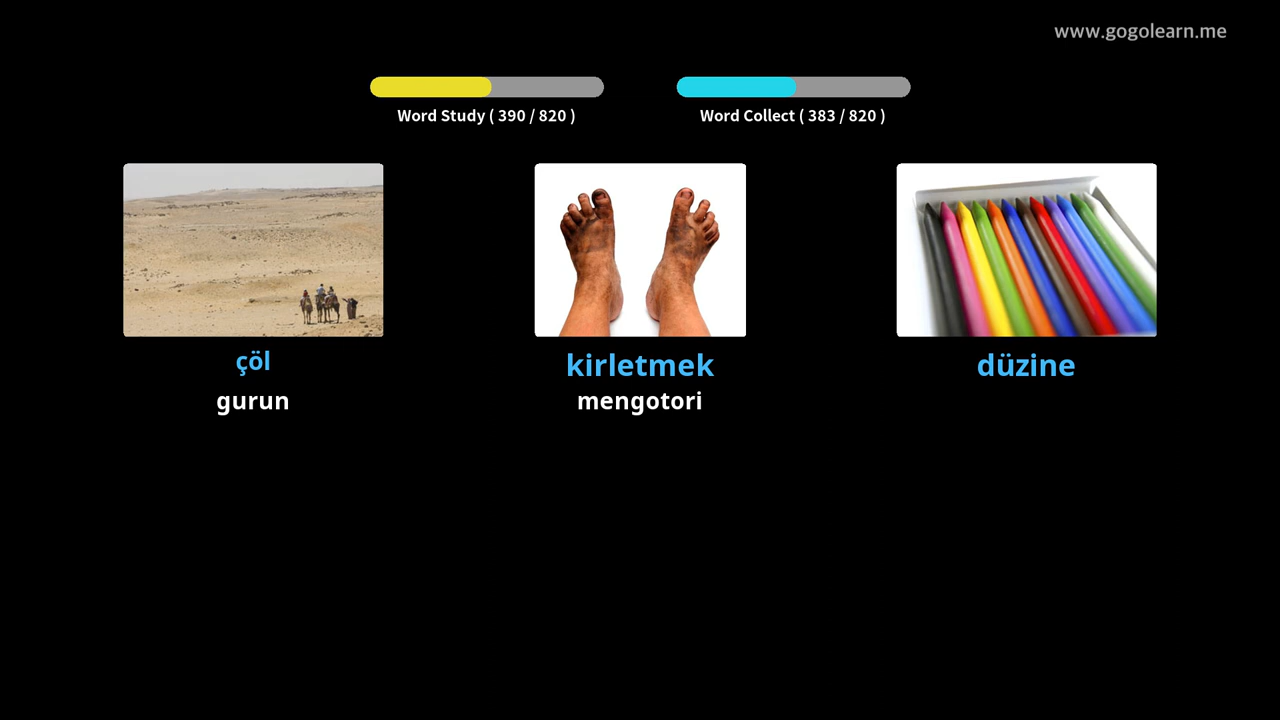 www.gogolearn.me
Word Study ( 390 / 820 )
Word Collect ( 383 / 820 )
çöl
gurun
kirletmek
mengotori
düzine